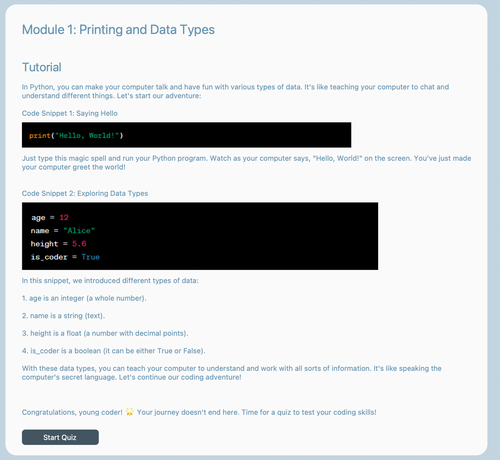 Module 1: Printing and Data Types
Tutorial
In Python, you can make your computer talk and have fun with various types of data. It's like teaching your computer to chat and
understand different things. Let's start our adventure:
Code Snippet 1: Saying Hello
print("Hello, World!")
Just type this magic spell and run your Python program. Watch as your computer says, "Hello, World!" on the screen. You've just made
your computer greet the world!
Code Snippet 2: Exploring Data Types
age = 12
name = "Alice"
height = 5.6
is_coder = True
In this snippet, we introduced different types of data:
1. age is an integer (a whole number).
2. name is a string (text).
3. height is a float (a number with decimal points).
4. is_coder is a boolean (it can be either True or False).
With these data types, you can teach your computer to understand and work with all sorts of information. It's like speaking the
computer's secret language. Let's continue our coding adventure!
Congratulations, young coder! 🌟 Your journey doesn't end here. Time for a quiz to test your coding skills!
Start Quiz